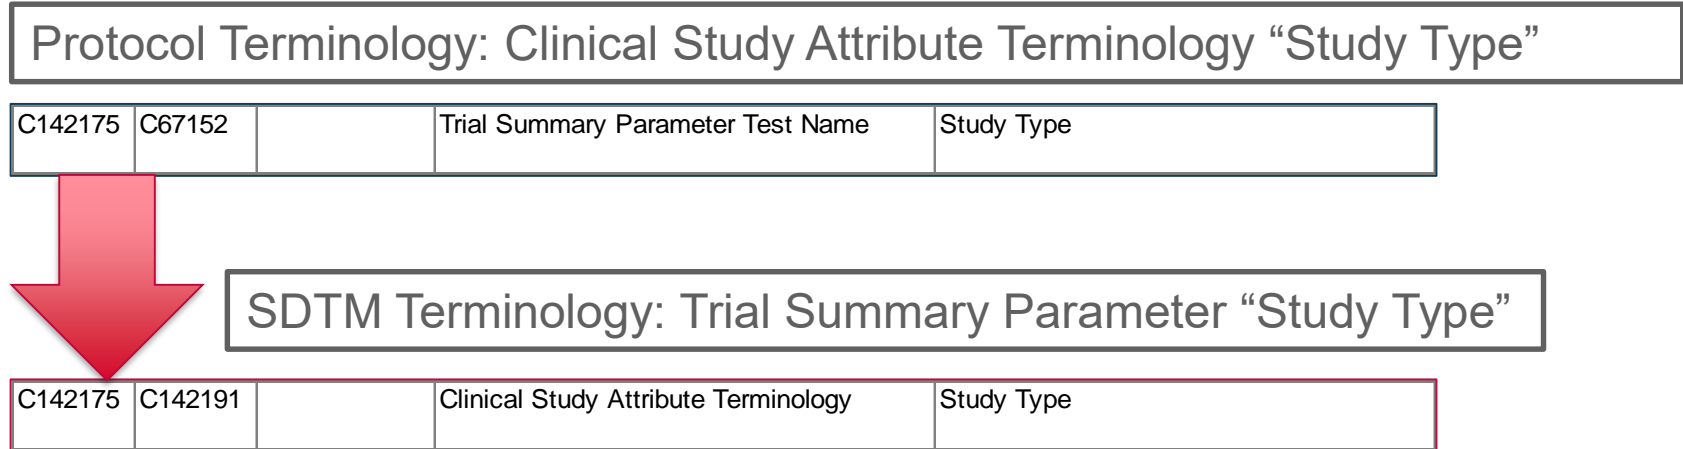 Protocol Terminology: Clinical Study Attribute Terminology “Study Type”
C142175 C67152 Trial Summary Parameter Test Name Study Type
SDTM Terminology: Trial Summary Parameter “Study Type”
C142175 C142191 Clinical Study Attribute Terminology Study Type